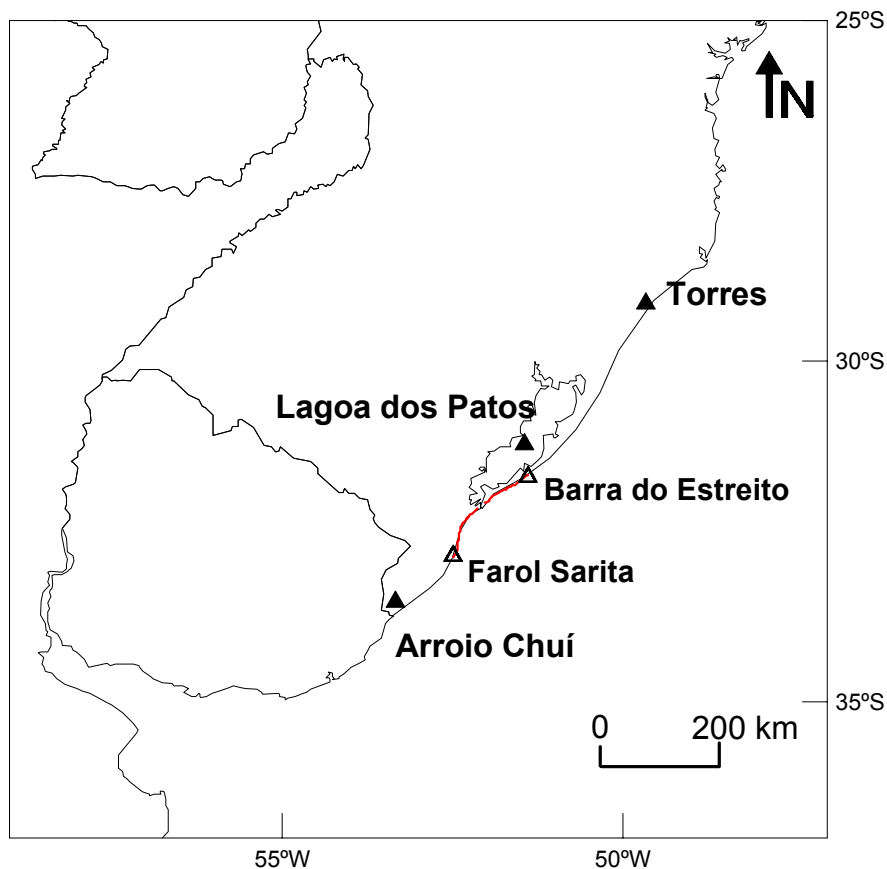 25ºS
N
Torres
30ºS
Lagoa dos Patos
Barra do Estreito
Farol Sarita
Arroio Chuí
35ºS
0 200 km
55ºW 50ºW